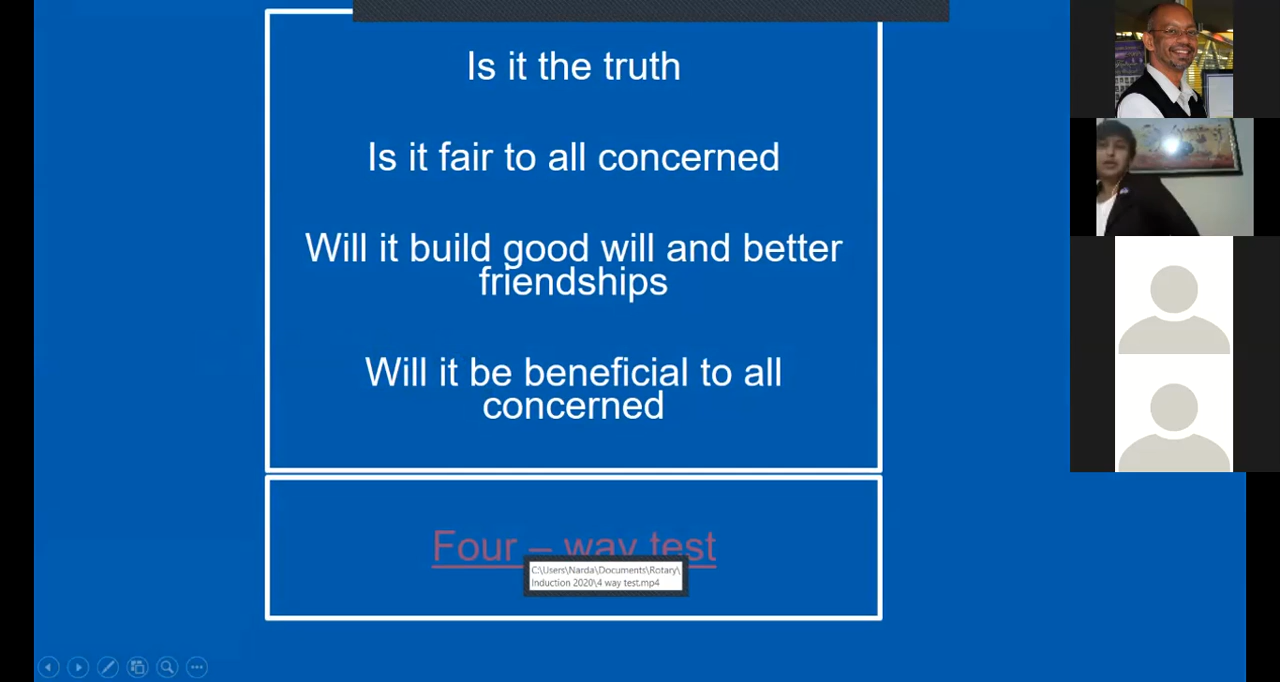 Is it the truth
Is it fair to all concerned
Will it build good will and better
friendships
Will it be beneficial to all
concerned
Four – way test
C:\Users\Narda\Documents\Rotary\
Induction 2020\4 way test.mp4